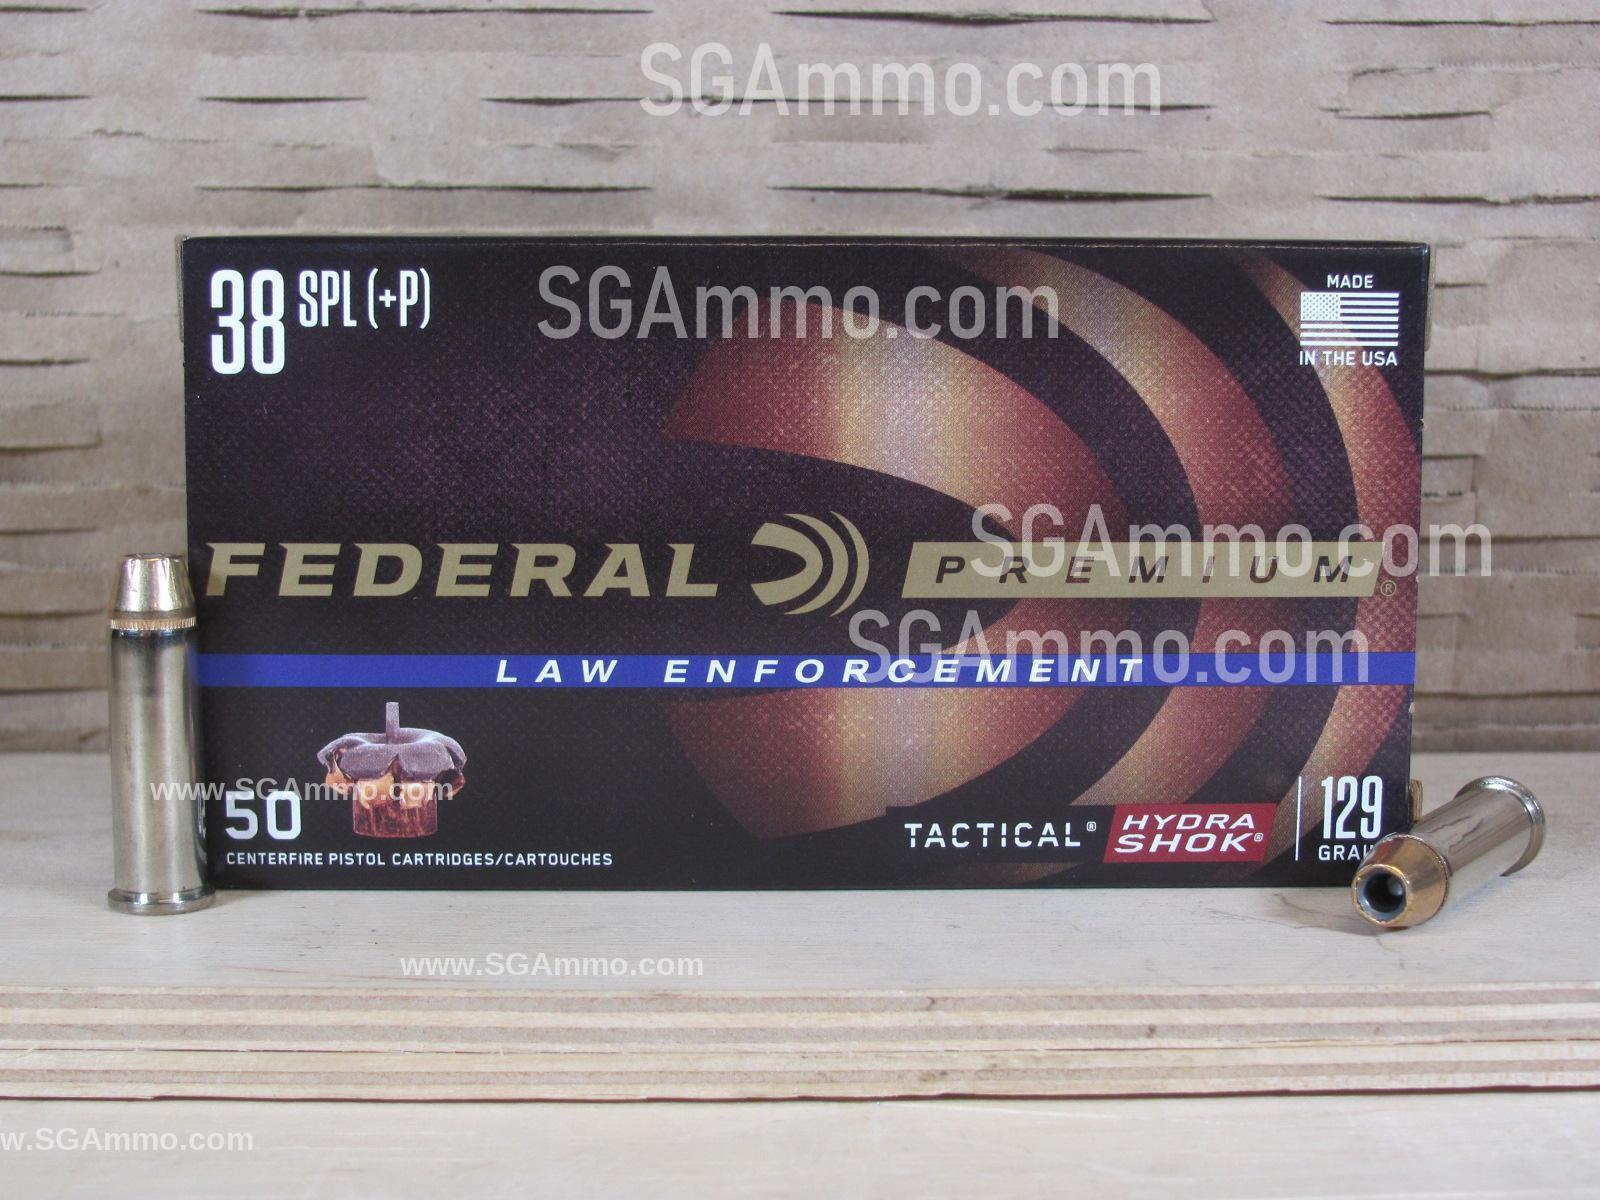 SGAmmo.com
38 SPL (+P)
SGAmmo.com
MADE
IN THE USA
SGAmmo.com
FEDERAL PREMIUM®
SGAmmo.com
LAW ENFORCEMENT
www.SGAmmo.com
50
CENTERFIRE PISTOL CARTRIDGES/CARTOUCHES
TACTICAL® HYDRA SHOK®
129
GRAI
www.SGAmmo.com
w.SGAmmo.com